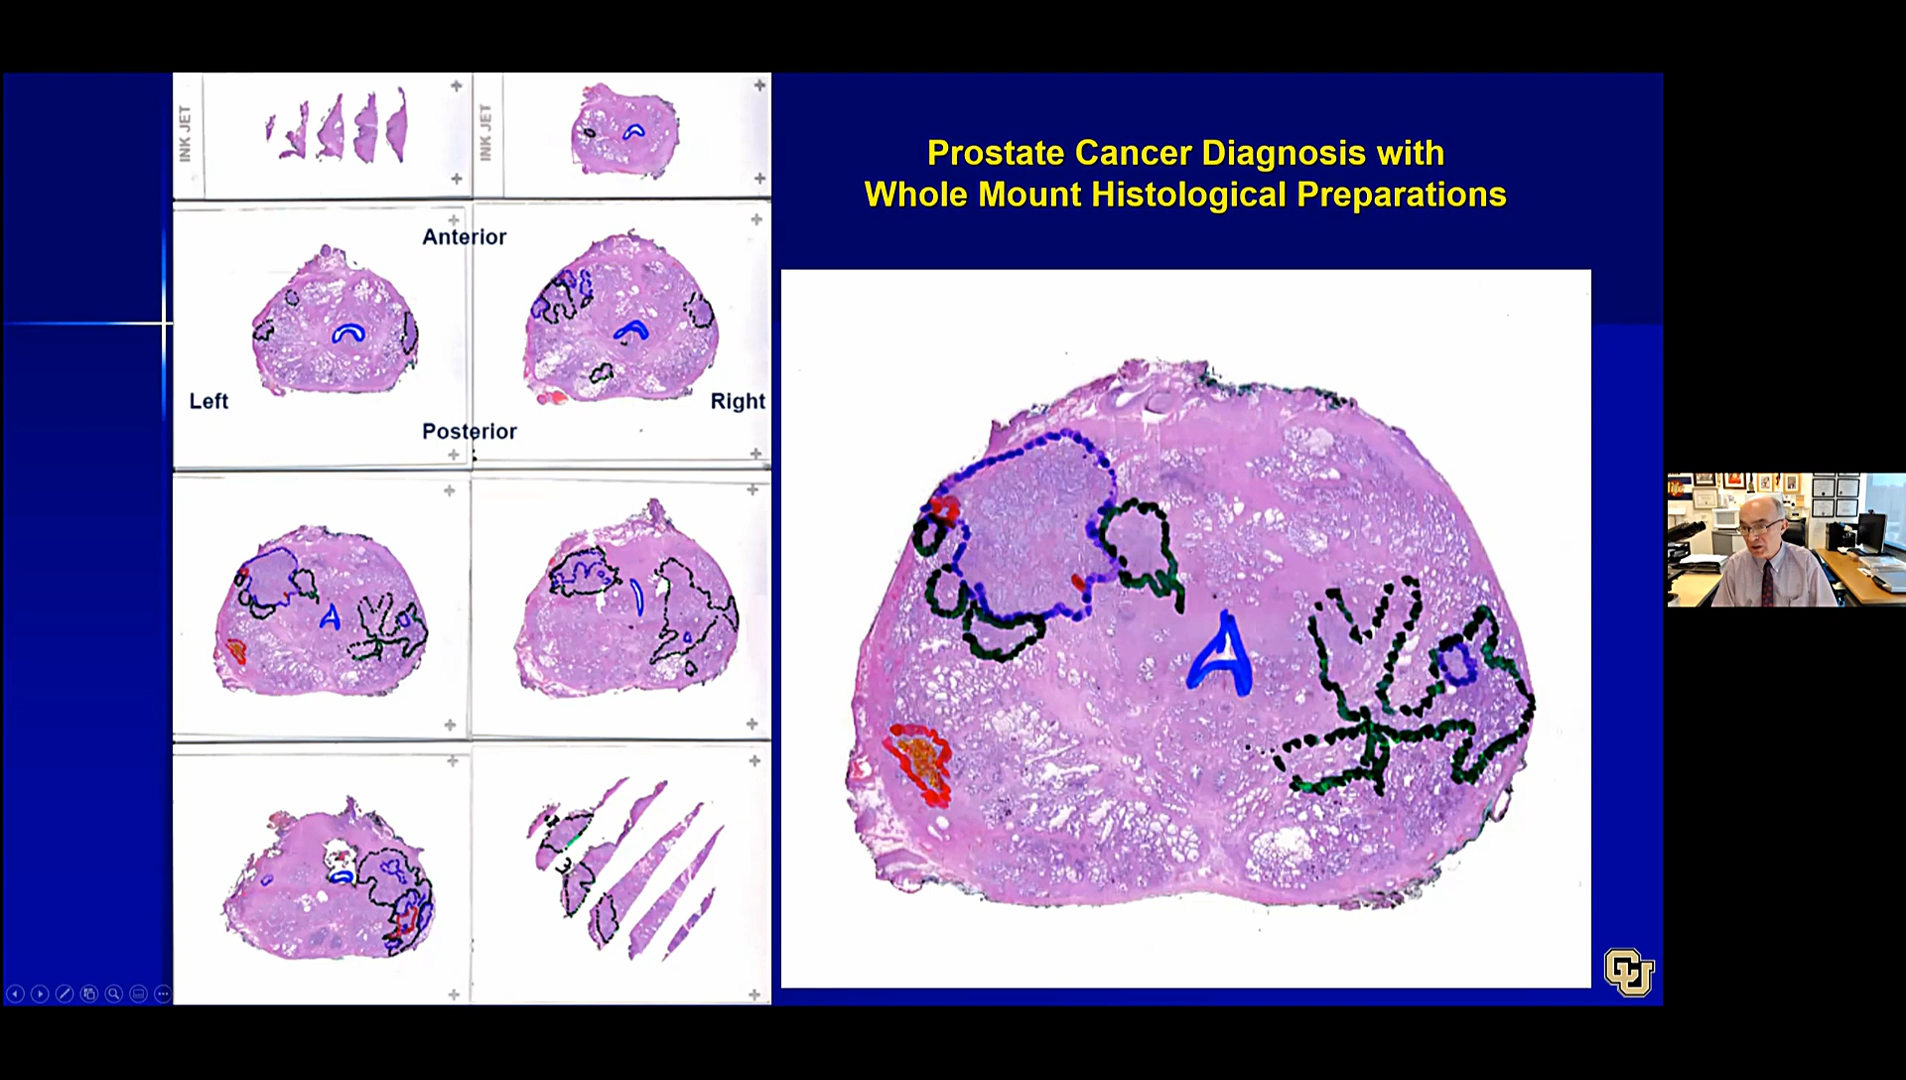 INK JET
INK JET
Anterior
Left
Right
Posterior
Prostate Cancer Diagnosis with
Whole Mount Histological Preparations
CU